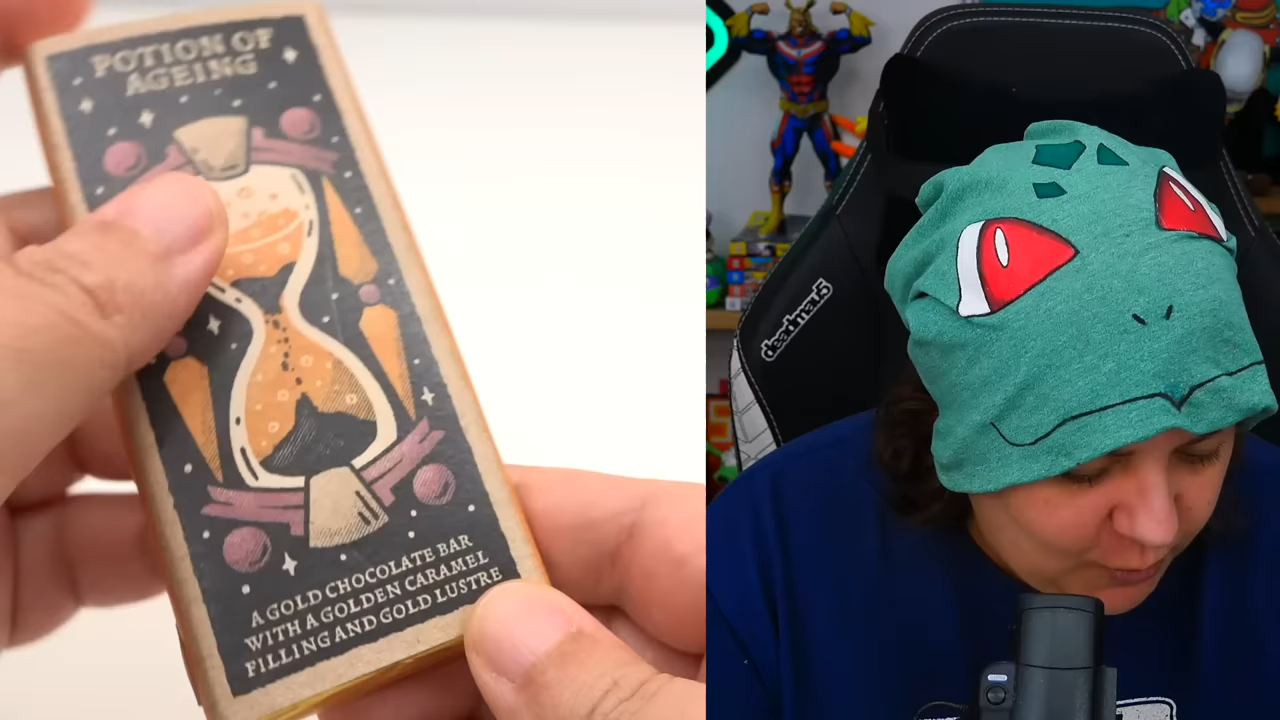 POTION OF
AGEING
A GOLD CHOCOLATE BAR
WITH A GOLDEN CARAMEL
FILLING AND GOLD LUSTRE
deadmau5